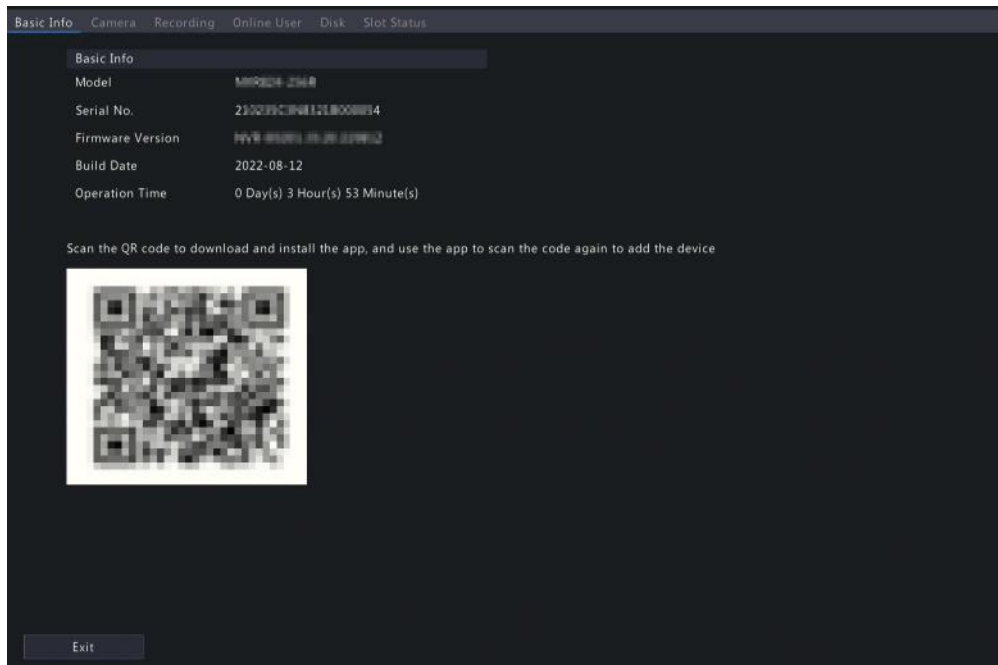 Basic Info Camera Recording Online User Disk Slot Status
Basic Info
Model
Serial No.
Firmware Version
Build Date 2022-08-12
Operation Time 0 Day(s) 3 Hour(s) 53 Minute(s)
Scan the QR code to download and install the app, and use the app to scan the code again to add the device
Exit